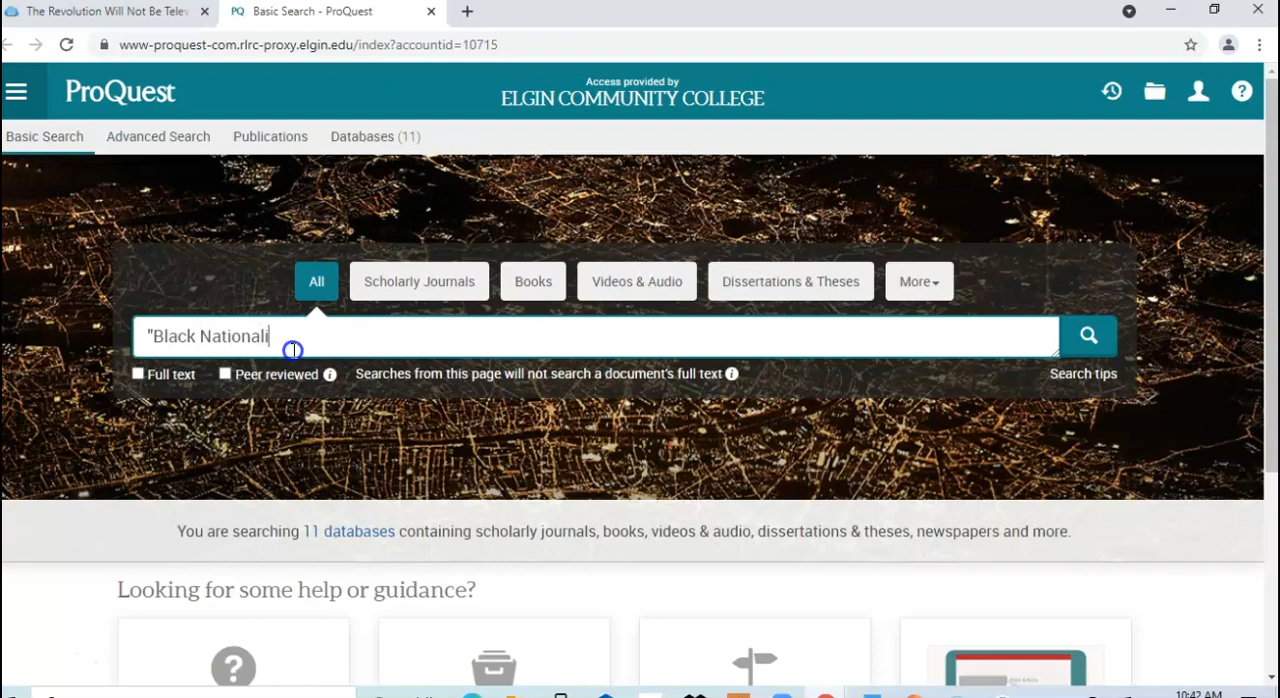 The Revolution Will Not Be Telev
PQ Basic Search - ProQuest
www-proquest-com.rlrc-proxy.elgin.edu/index?accountid=10715
ProQuest
Access provided by
ELGIN COMMUNITY COLLEGE
Basic Search Advanced Search Publications Databases (11)
All Scholarly Journals Books Videos & Audio Dissertations & Theses More
"Black Nationali
Full text Peer reviewed Searches from this page will not search a document's full text Search tips
You are searching 11 databases containing scholarly journals, books, videos & audio, dissertations & theses, newspapers and more.
Looking for some help or guidance?
10:42 AM